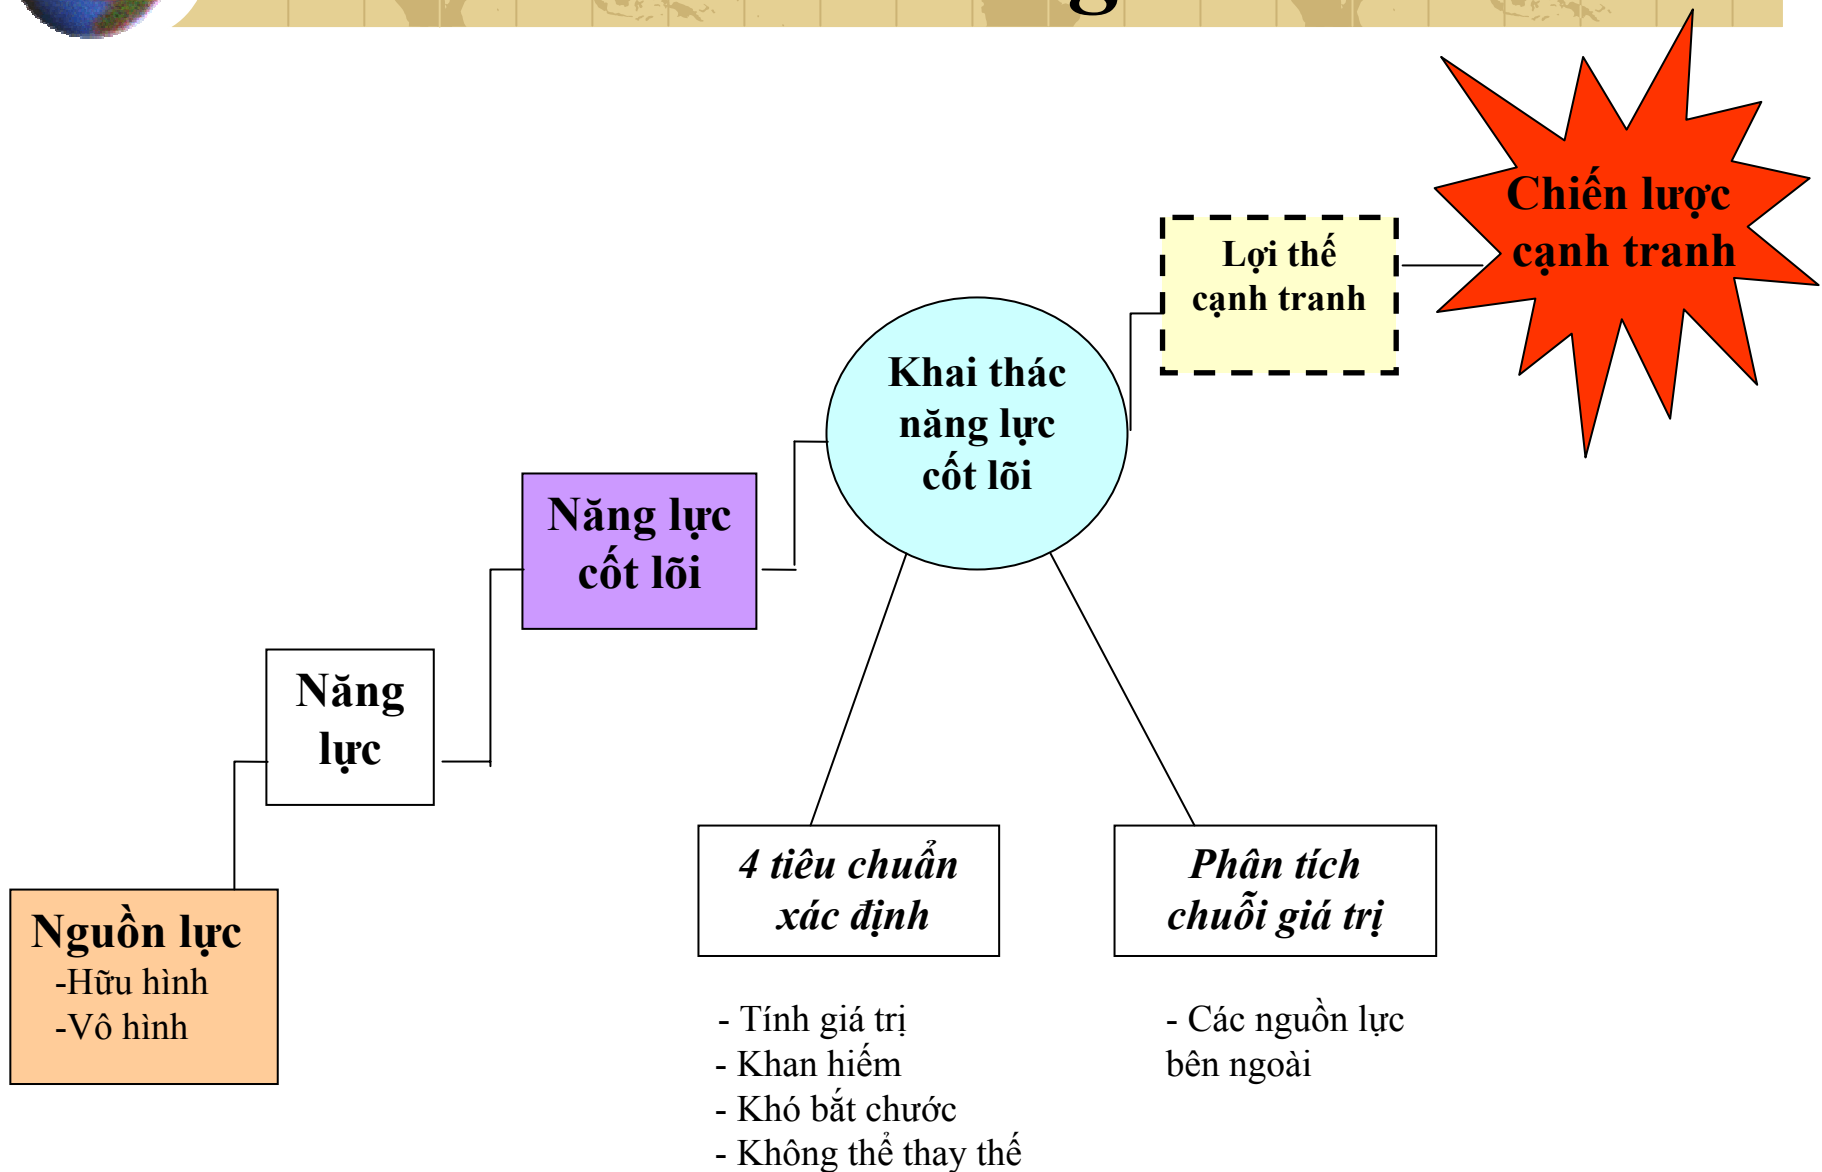 Chiến lược
cạnh tranh
Lợi thế
cạnh tranh
Khai thác
năng lực
cốt lõi
Năng lực
cốt lõi
Năng
lực
Nguồn lực
-Hữu hình
-Vô hình
4 tiêu chuẩn
xác định
- Tính giá trị
- Khan hiếm
- Khó bắt chước
- Không thể thay thế
Phân tích
chuỗi giá trị
- Các nguồn lực
bên ngoài